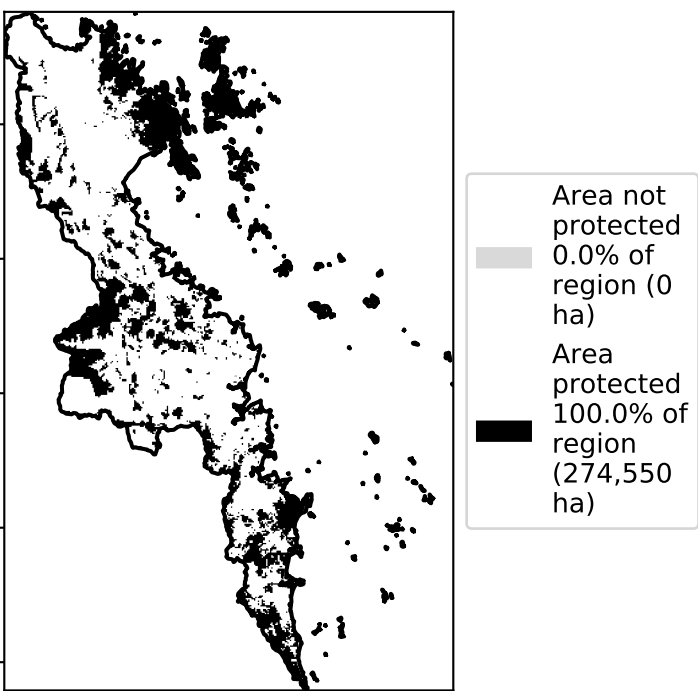 Area not
protected
0.0% of
region (0
ha)
Area
protected
100.0% of
region
(274,550
ha)